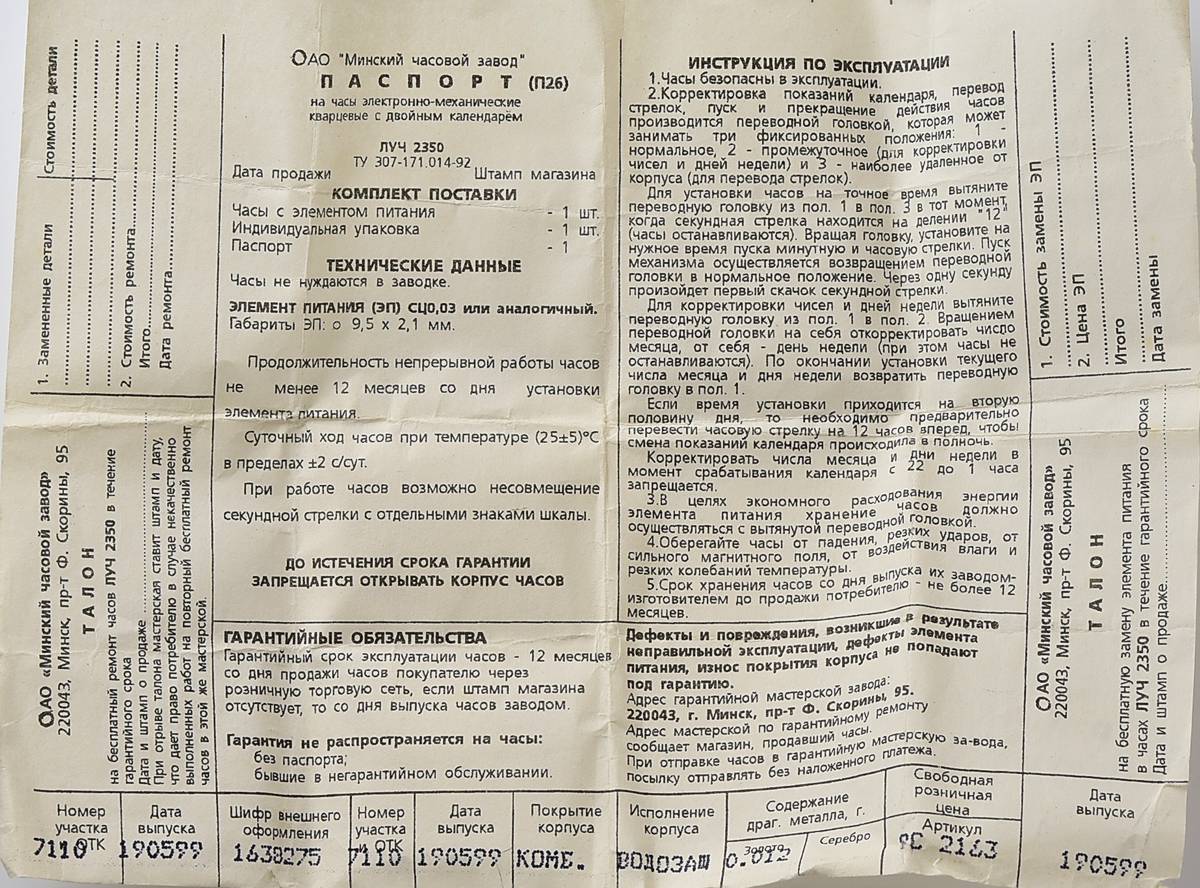 Стоимость детали
1. Замененные детали
2. Стоимость ремонта
Итого
Дата ремонта
ОАО «Минский часовой завод»
220043, Минск, пр-т Ф. Скорины, 95
ТАЛОН
на бесплатный ремонт часов ЛУЧ 2350 в течение
гарантийного срока
Дата и штамп о продаже
При отрыве талона мастерская ставит штамп и дату,
что дает право потребителю в случае некачественно
выполненных работ на повторный бесплатный ремонт
часов в этой же мастерской.
ОАО "Минский часовой завод"
ПАСПОРТ (П26)
на часы электронно-механические
кварцевые с двойным календарём
ЛУЧ 2350
ТУ 307-171.014-92
Дата продажи Штамп магазина
КОМПЛЕКТ ПОСТАВКИ
Часы с элементом питания - 1 шт.
Индивидуальная упаковка - 1 шт.
Паспорт - 1
ТЕХНИЧЕСКИЕ ДАННЫЕ
Часы не нуждаются в заводке.
ЭЛЕМЕНТ ПИТАНИЯ (ЭП) СЦ0,03 или аналогичный.
Габариты ЭП: ○ 9,5 х 2,1 мм.
Продолжительность непрерывной работы часов
не менее 12 месяцев со дня установки
элемента питания.
Суточный ход часов при температуре (25±5)°С
в пределах ±2 с/сут.
При работе часов возможно несовмещение
секундной стрелки с отдельными знаками шкалы.
ДО ИСТЕЧЕНИЯ СРОКА ГАРАНТИИ
ЗАПРЕЩАЕТСЯ ОТКРЫВАТЬ КОРПУС ЧАСОВ
ГАРАНТИЙНЫЕ ОБЯЗАТЕЛЬСТВА
Гарантийный срок эксплуатации часов - 12 месяцев
со дня продажи часов покупателю через
розничную торговую сеть, если штамп магазина
отсутствует, то со дня выпуска часов заводом.
Гарантия не распространяется на часы:
без паспорта;
бывшие в негарантийном обслуживании.
ИНСТРУКЦИЯ ПО ЭКСПЛУАТАЦИИ
1.Часы безопасны в эксплуатации.
2.Корректировка показаний календаря, перевод
стрелок, пуск и прекращение действия часов
производится переводной головкой, которая может
занимать три фиксированных положения: 1 -
нормальное, 2 - промежуточное (для корректировки
чисел и дней недели) и 3 - наиболее удаленное от
корпуса (для перевода стрелок).
Для установки часов на точное время вытяните
переводную головку из пол. 1 в пол. 3 в тот момент,
когда секундная стрелка находится на делении "12"
(часы останавливаются). Вращая головку, установите на
нужное время пуска минутную и часовую стрелки. Пуск
механизма осуществляется возвращением переводной
головки в нормальное положение. Через одну секунду
произойдет первый скачок секундной стрелки.
Для корректировки чисел и дней недели вытяните
переводную головку из пол. 1 в пол. 2. Вращением
переводной головки на себя откорректировать число
месяца, от себя - день недели (при этом часы не
останавливаются). По окончании установки текущего
числа месяца и дня недели возвратить переводную
головку в пол. 1.
Если время установки приходится на вторую
половину дня, то необходимо предварительно
перевести часовую стрелку на 12 часов вперед, чтобы
смена показаний календаря происходила в полночь.
Корректировать числа месяца и дни недели в
момент срабатывания календаря с 22 до 1 часа
запрещается.
3.В целях экономного расходования энергии
элемента питания хранение часов должно
осуществляться с вытянутой переводной головкой.
4.Оберегайте часы от падения, резких ударов, от
сильного магнитного поля, от воздействия влаги и
резких колебаний температуры.
5.Срок хранения часов со дня выпуска их заводом-
изготовителем до продажи потребителю - не более 12
месяцев.
Дефекты и повреждения, возникшие в результате
неправильной эксплуатации, дефекты элемента
питания, износ покрытия корпуса не попадают
под гарантию.
Адрес гарантийной мастерской завода:
220043, г. Минск, пр-т Ф. Скорины, 95.
Адрес мастерской по гарантийному ремонту
сообщает магазин, продавший часы.
При отправке часов в гарантийную мастерскую за-вода,
посылку отправлять без наложенного платежа.
1. Стоимость замены ЭП
2. Цена ЭП
Итого
Дата замены
ОАО «Минский часовой завод»
220043, Минск, пр-т Ф. Скорины, 95
ТАЛОН
на бесплатную замену элемента питания
в часах ЛУЧ 2350 в течение гарантийного срока
Дата и штамп о продаже
Номер участка ОТК
7110
Дата выпуска
190599
Шифр внешнего оформления
1638275
Номер участка ОТК
7110
Дата выпуска
190599
Покрытие корпуса
КОМБ.
Исполнение корпуса
ВОДОЗАЩ
Содержание драг. металла, г.
Золото
0.012
Серебро
Свободная розничная цена
Артикул
2163
Дата выпуска
190599